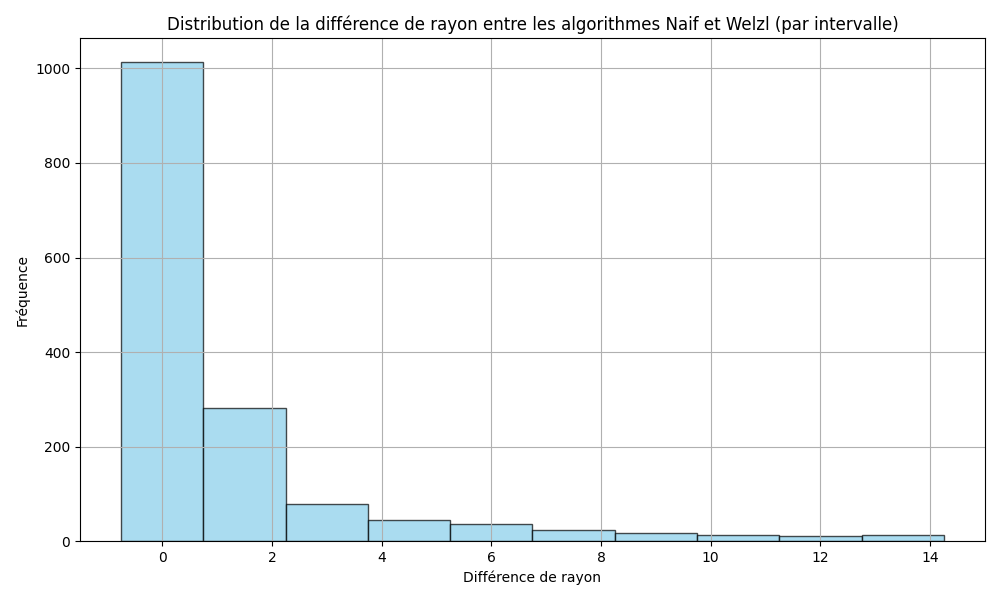 Distribution de la différence de rayon entre les algorithmes Naif et Welzl (par intervalle)
1000
800
600
400
200
0
Fréquence
0 2 4 6 8 10 12 14
Différence de rayon